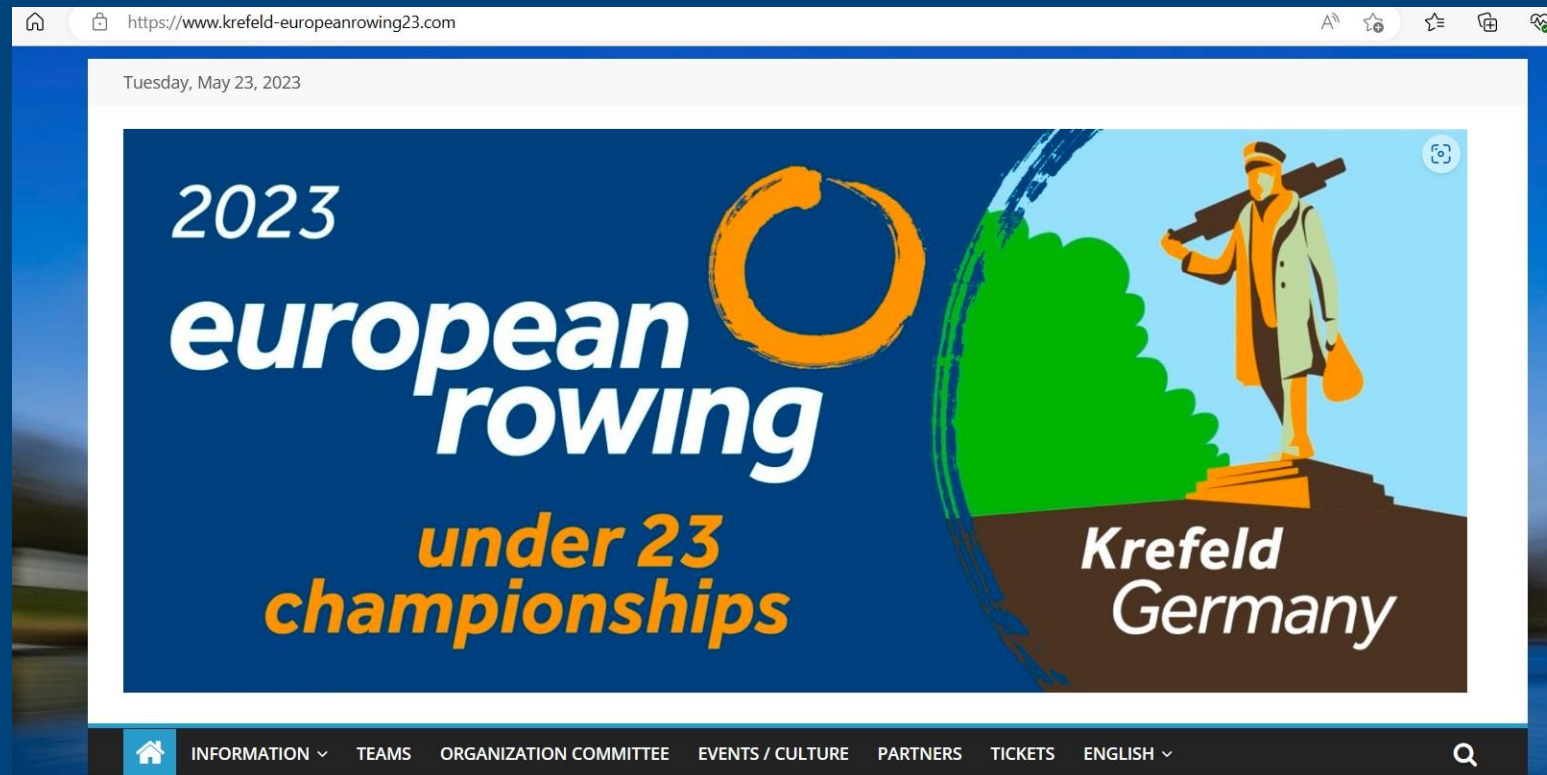 https://www.krefeld-europeanrowing23.com
Tuesday, May 23, 2023
2023
european
rowing
under 23
championships
Krefeld
Germany
INFORMATION TEAMS ORGANIZATION COMMITTEE EVENTS / CULTURE PARTNERS TICKETS ENGLISH